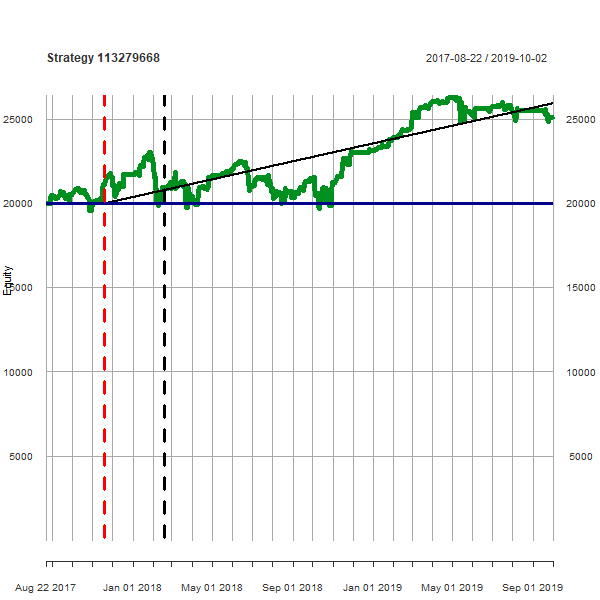 Strategy 113279668
2017-08-22 / 2019-10-02
25000 25000
20000 20000
Equity
15000 15000
10000 10000
5000 5000
Aug 22 2017 Jan 01 2018 May 01 2018 Sep 01 2018 Jan 01 2019 May 01 2019 Sep 01 2019